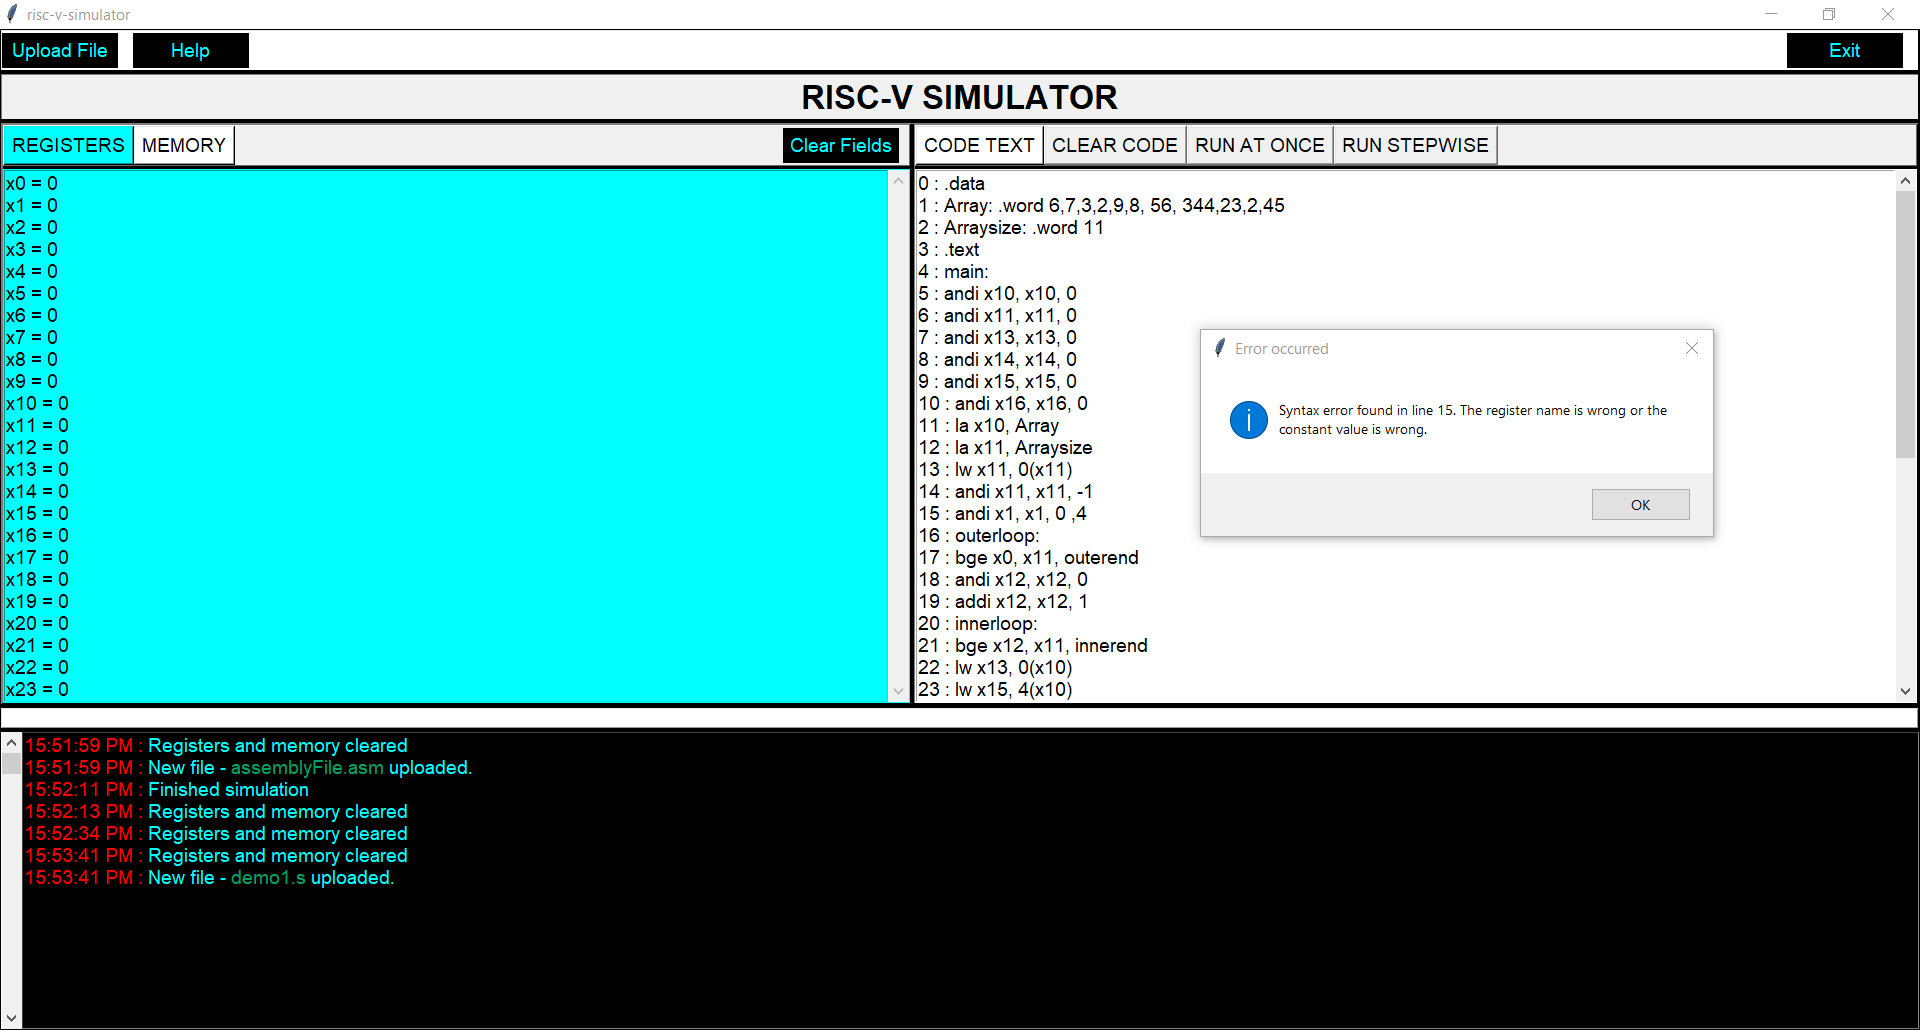 risc-v-simulator
Upload File Help Exit
RISC-V SIMULATOR
REGISTERS MEMORY Clear Fields
x0 = 0
x1 = 0
x2 = 0
x3 = 0
x4 = 0
x5 = 0
x6 = 0
x7 = 0
x8 = 0
x9 = 0
x10 = 0
x11 = 0
x12 = 0
x13 = 0
x14 = 0
x15 = 0
x16 = 0
x17 = 0
x18 = 0
x19 = 0
x20 = 0
x21 = 0
x22 = 0
x23 = 0
CODE TEXT CLEAR CODE RUN AT ONCE RUN STEPWISE
0 : .data
1 : Array: .word 6,7,3,2,9,8, 56, 344,23,2,45
2 : Arraysize: .word 11
3 : .text
4 : main:
5 : andi x10, x10, 0
6 : andi x11, x11, 0
7 : andi x13, x13, 0
8 : andi x14, x14, 0
9 : andi x15, x15, 0
10 : andi x16, x16, 0
11 : la x10, Array
12 : la x11, Arraysize
13 : lw x11, 0(x11)
14 : andi x11, x11, -1
15 : andi x1, x1, 0 ,4
16 : outerloop:
17 : bge x0, x11, outerend
18 : andi x12, x12, 0
19 : addi x12, x12, 1
20 : innerloop:
21 : bge x12, x11, innerend
22 : lw x13, 0(x10)
23 : lw x15, 4(x10)
Error occurred
Syntax error found in line 15. The register name is wrong or the
constant value is wrong.
OK
15:51:59 PM : Registers and memory cleared
15:51:59 PM : New file - assemblyFile.asm uploaded.
15:52:11 PM : Finished simulation
15:52:13 PM : Registers and memory cleared
15:52:34 PM : Registers and memory cleared
15:53:41 PM : Registers and memory cleared
15:53:41 PM : New file - demo1.s uploaded.